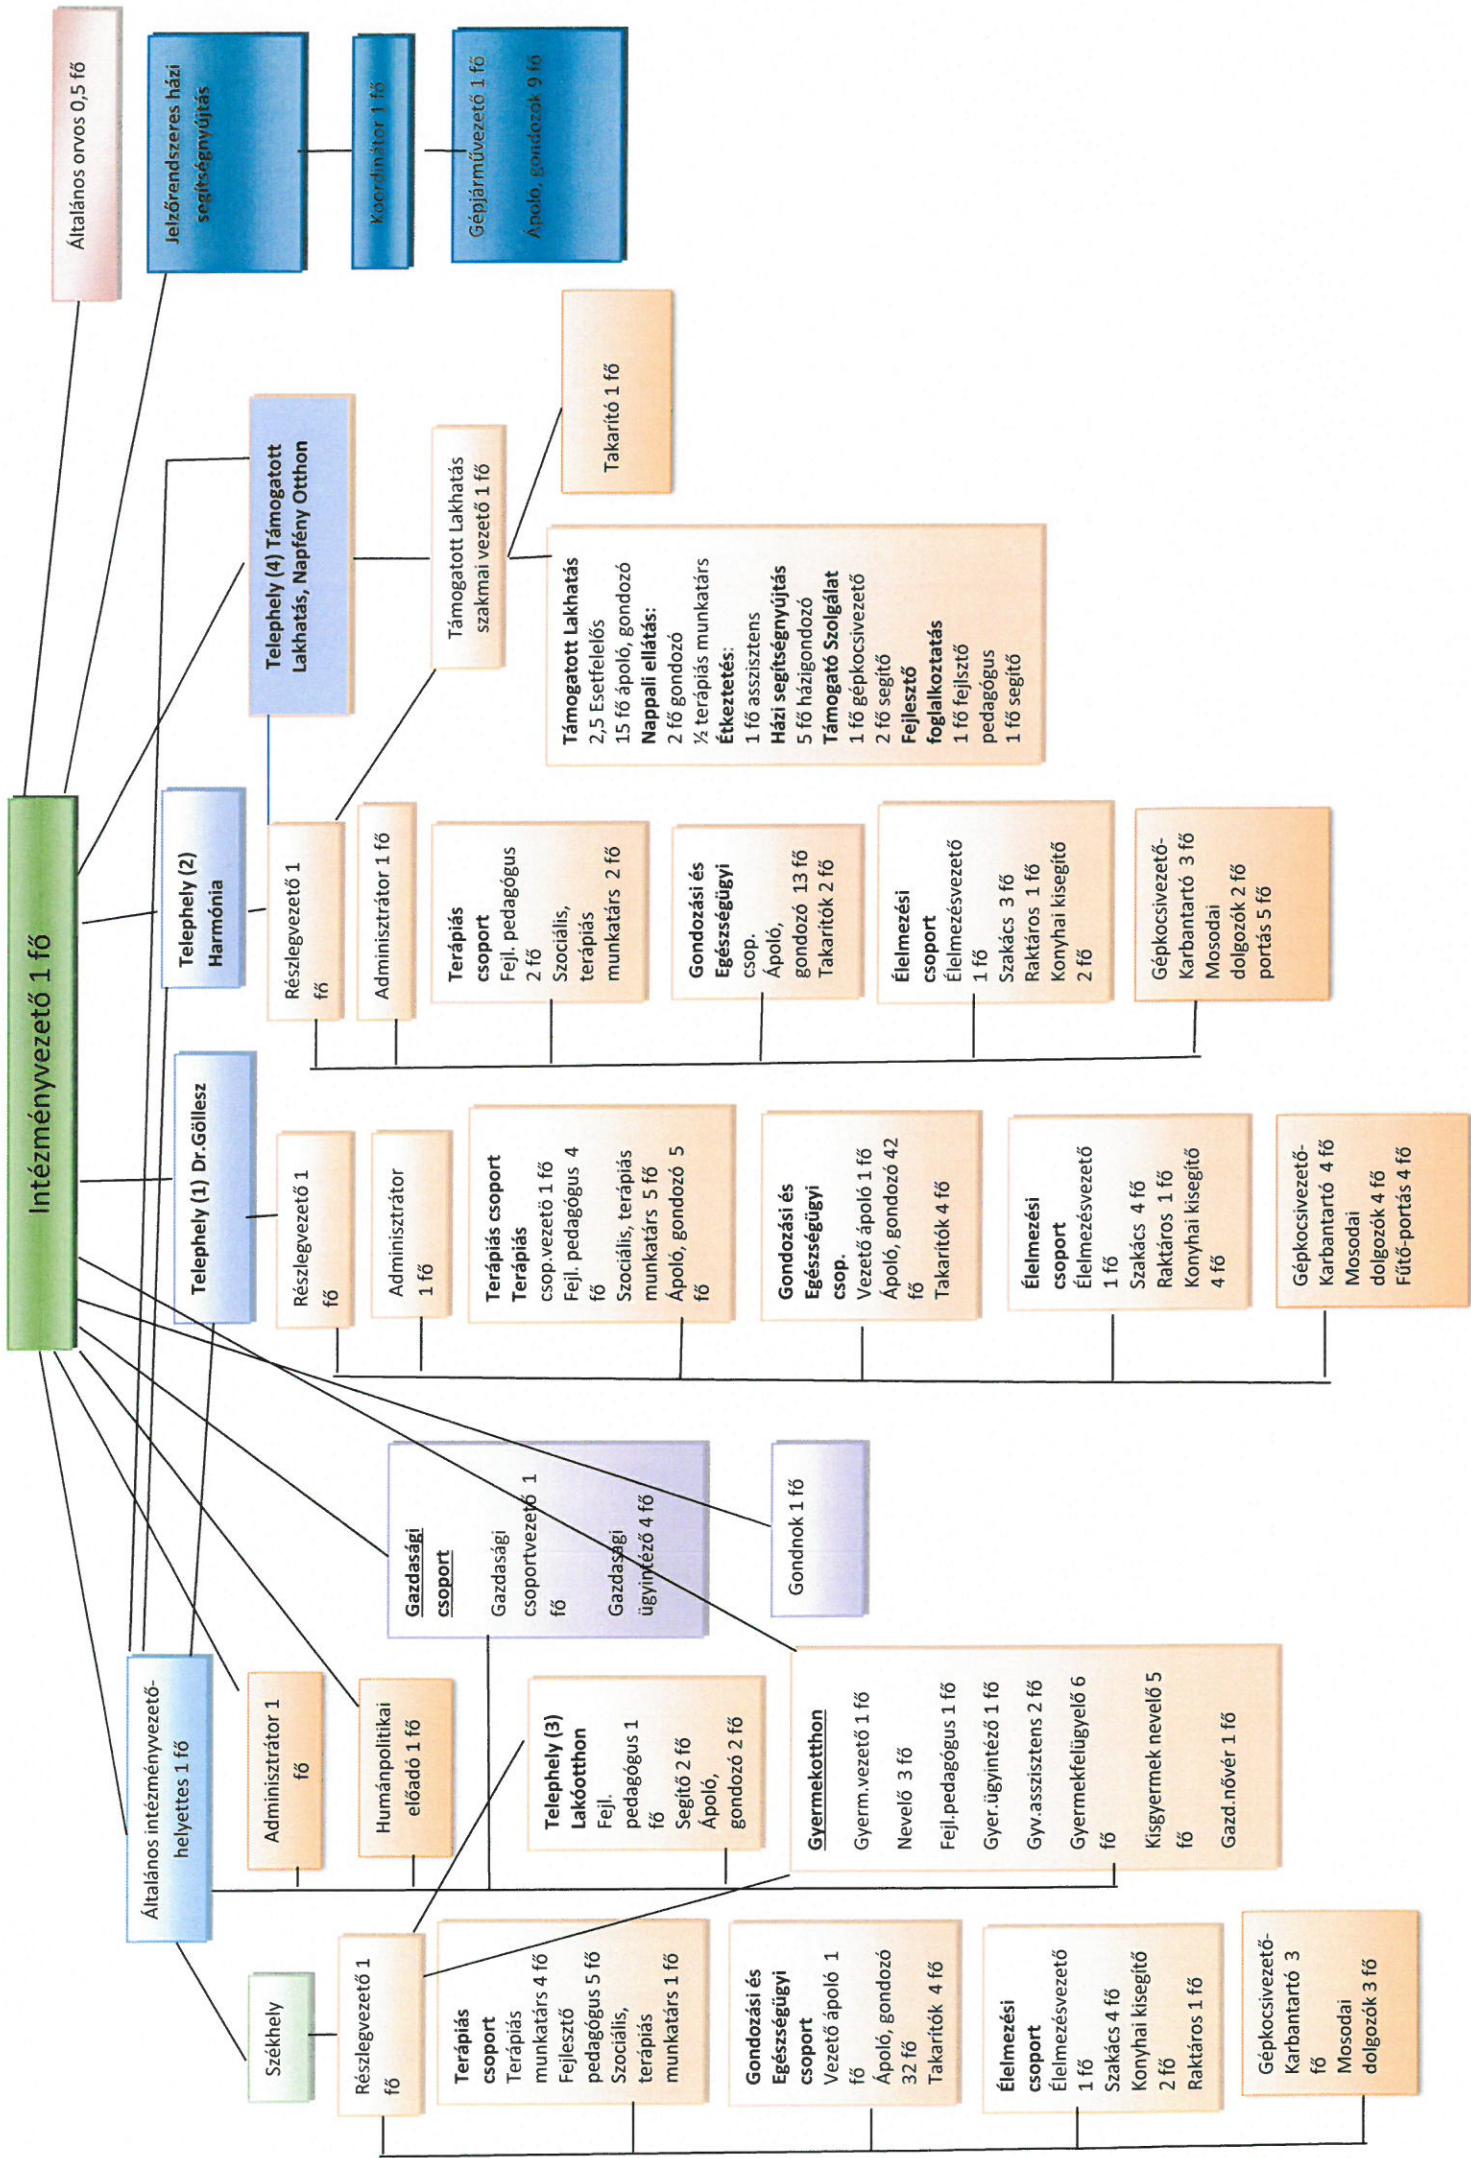 Intézményvezető 1 fő
Általános orvos 0,5 fő
Jelzőrendszeres házi
segítségnyújtás
Koordinátor 1 fő
Gépjárművezető 1 fő
Ápoló, gondozók 9 fő
Általános intézményvezető-
helyettes 1 fő
Adminisztrátor 1
fő
Humánpolitikai
előadó 1 fő
Gazdasági
csoport
Gazdasági
csoportvezető 1
fő
Gazdasági
ügyintéző 4 fő
Gondnok 1 fő
Telephely (3)
Lakóotthon
Fejl.
pedagógus 1
fő
Segítő 2 fő
Ápoló,
gondozó 2 fő
Gyermekotthon
Gyerm.vezető 1 fő
Nevelő 3 fő
Fejl.pedagógus 1 fő
Gyer.ügyintéző 1 fő
Gyv.asszisztens 2 fő
Gyermekfelügyelő 6
fő
Kisgyermek nevelő 5
fő
Gazd.nővér 1 fő
Székhely
Részlegvezető 1
fő
Terápiás
csoport
Terápiás
munkatárs 4 fő
Fejlesztő
pedagógus 5 fő
Szociális,
terápiás
munkatárs 1 fő
Gondozási és
Egészségügyi
csoport
Vezető ápoló 1
fő
Ápoló, gondozó
32 fő
Takarítók 4 fő
Élelmezési
csoport
Élelmezésvezető
1 fő
Szakács 4 fő
Konyhai kisegítő
2 fő
Raktáros 1 fő
Gépkocsivezető-
Karbantartó 3
fő
Mosodai
dolgozók 3 fő
Telephely (1) Dr.Göllesz
Részlegvezető 1
fő
Adminisztrátor
1 fő
Terápiás csoport
Terápiás
csop.vezető 1 fő
Fejl. pedagógus 4
fő
Szociális, terápiás
munkatárs 5 fő
Ápoló, gondozó 5
fő
Gondozási és
Egészségügyi
csop.
Vezető ápoló 1 fő
Ápoló, gondozó 42
fő
Takarítók 4 fő
Élelmezési
csoport
Élelmezésvezető
1 fő
Szakács 4 fő
Raktáros 1 fő
Konyhai kisegítő
4 fő
Gépkocsivezető-
Karbantartó 4 fő
Mosodai
dolgozók 4 fő
Fűtő-portás 4 fő
Telephely (2)
Harmónia
Részlegvezető 1
fő
Adminisztrátor 1 fő
Terápiás
csoport
Fejl. pedagógus
2 fő
Szociális,
terápiás
munkatárs 2 fő
Gondozási és
Egészségügyi
csop.
Ápoló,
gondozó 13 fő
Takarítók 2 fő
Élelmezési
csoport
Élelmezésvezető
1 fő
Szakács 3 fő
Raktáros 1 fő
Konyhai kisegítő
2 fő
Gépkocsivezető-
Karbantartó 3 fő
Mosodai
dolgozók 2 fő
portás 5 fő
Telephely (4) Támogatott
Lakhatás, Napfény Otthon
Támogatott Lakhatás
szakmai vezető 1 fő
Takarító 1 fő
Támogatott Lakhatás
2,5 Esetfelelős
15 fő ápoló, gondozó
Nappali ellátás:
2 fő gondozó
½ terápiás munkatárs
Étkeztetés:
1 fő asszisztens
Házi segítségnyújtás
5 fő házigondozó
Támogató Szolgálat
1 fő gépkocsivezető
2 fő segítő
Fejlesztő
foglalkoztatás
1 fő fejlsztő
pedagógus
1 fő segítő